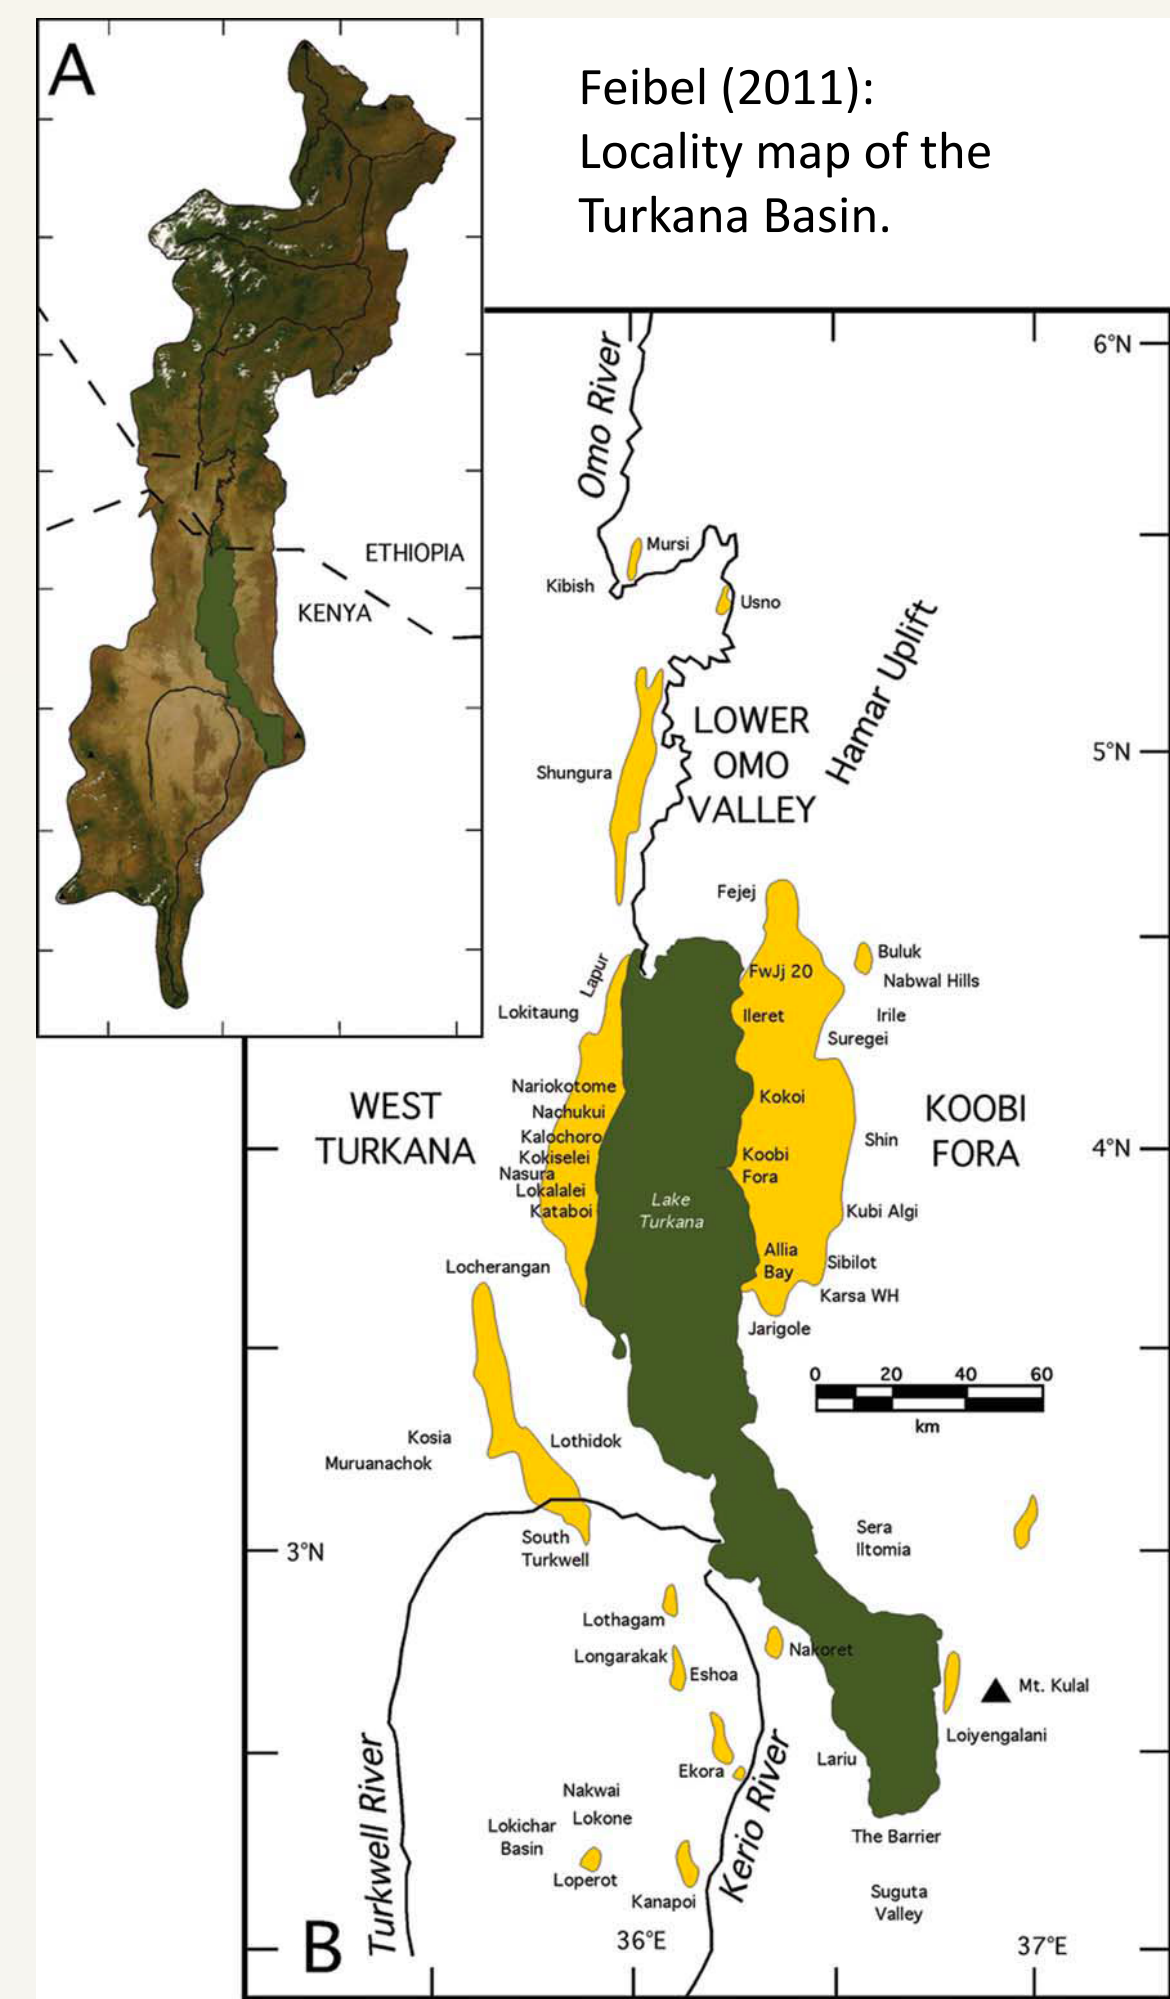 A
Feibel (2011):
Locality map of the
Turkana Basin.
ETHIOPIA
KENYA
6°N
Omo River
Mursi
Kibish
Usno
Hamar Uplift
LOWER
OMO
VALLEY
5°N
Shungura
Fejej
Buluk
FwJj 20
Nabwal Hills
Lapur
Lokitaung
Ileret
Irile
Suregei
Nariokotome
Nachukui
Kalochoro
Kokiselei
Nasura
Lokalalei
Kataboi
WEST
TURKANA
Kokoi
KOOBI
FORA
Shin
4°N
Koobi
Fora
Lake
Turkana
Kubi Algi
Allia
Bay
Sibilot
Locherangan
Karsa WH
Jarigole
0 20 40 60
km
Kosia
Lothidok
Muruanachok
Sera
Iltomia
3°N
South
Turkwell
Lothagam
Longarakak
Eshoa
Nakoret
Mt. Kulal
Loiyengalani
Lariu
Ekora
Turkwell River
Kerio River
Nakwai
Lokone
Lokichar
Basin
Loperot
Kanapoi
The Barrier
Suguta
Valley
B
36°E
37°E